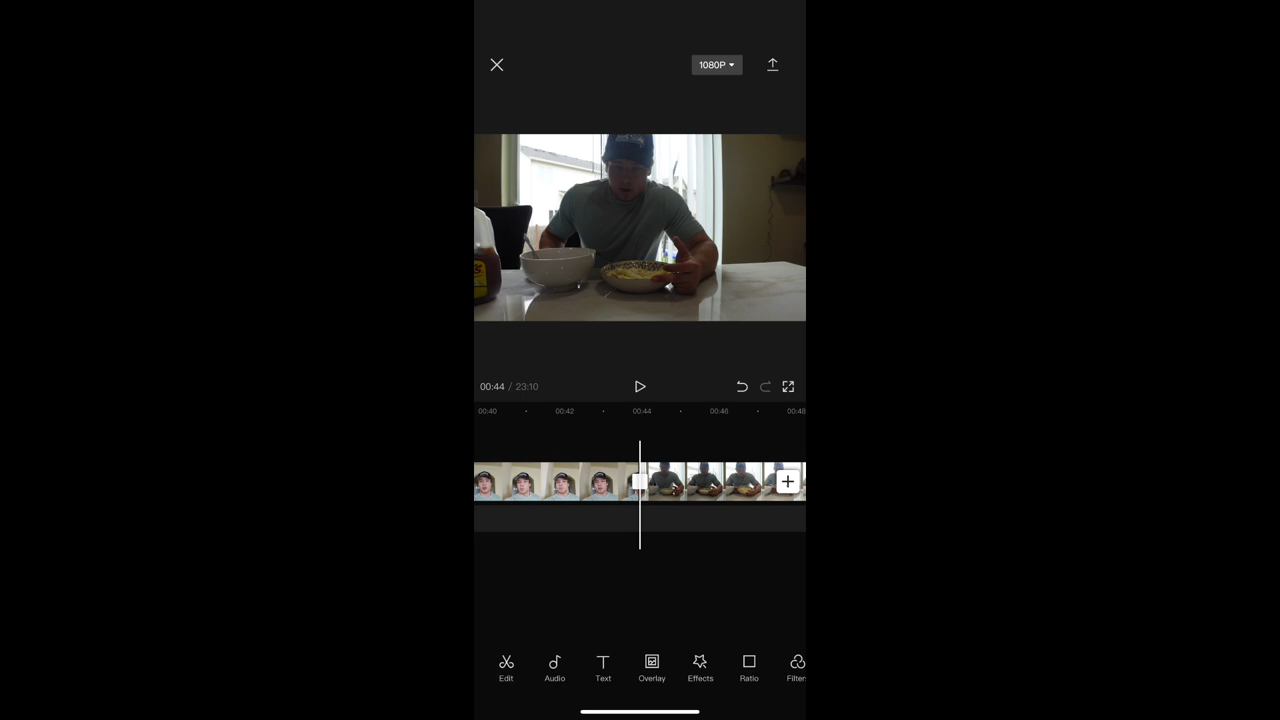 1080P
00:44 / 23:10
00:40 00:42 00:44 00:46 00:48
Edit Audio Text Overlay Effects Ratio Filter